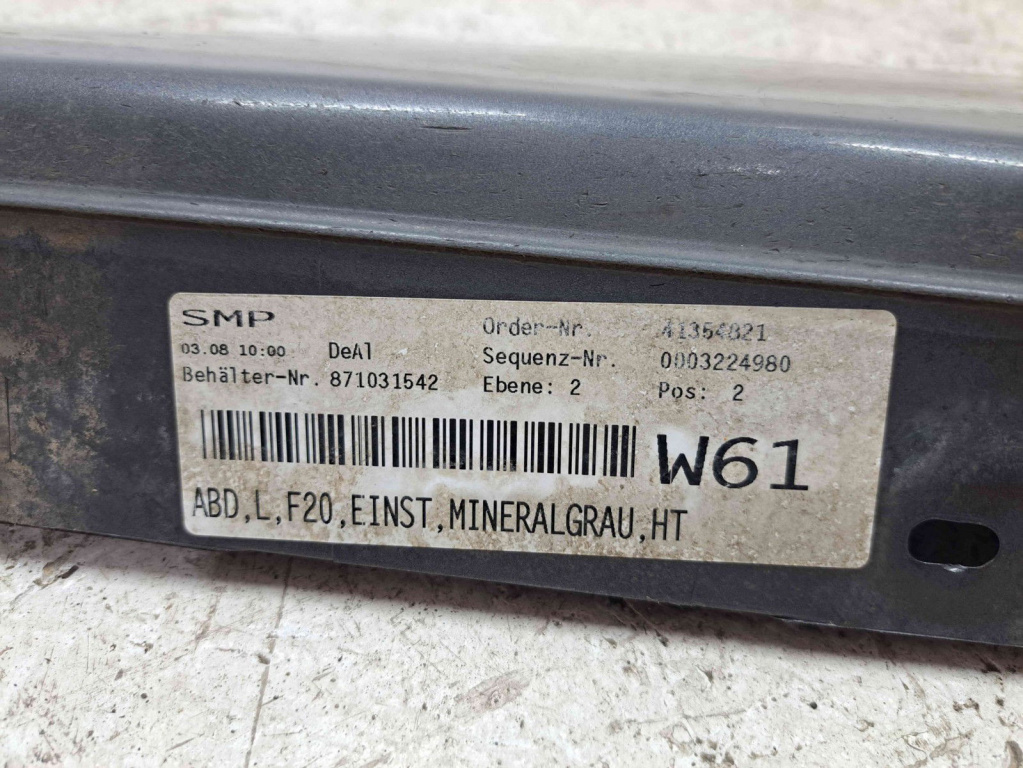 SMP Order-Nr. 41354821
03.08 10:00 DeAl Sequenz-Nr. 0003224980
Behälter-Nr. 871031542 Ebene: 2 Pos: 2
W61
ABD,L,F20,EINST,MINERALGRAU,HT